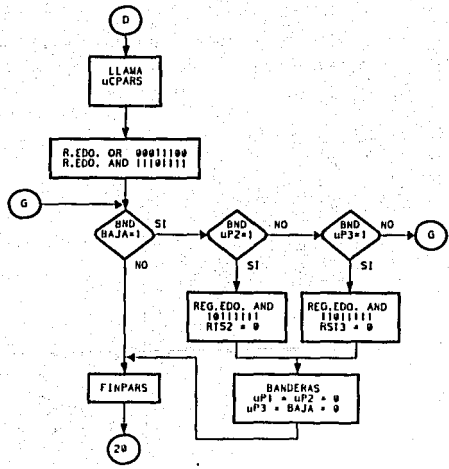 D
LLAMA
uCPARS
R.EDO. OR 00011100
R.EDO. AND 11101111
G
BND
BAJA=1
SI
NO
BND
uP2=1
NO
SI
BND
uP3=1
NO
SI
G
REG.EDO. AND
10111111
RTS2 = 0
REG.EDO. AND
11011111
RSI3 = 0
FINPARS
BANDERAS
uP1 = uP2 = 0
uP3 = BAJA = 0
20